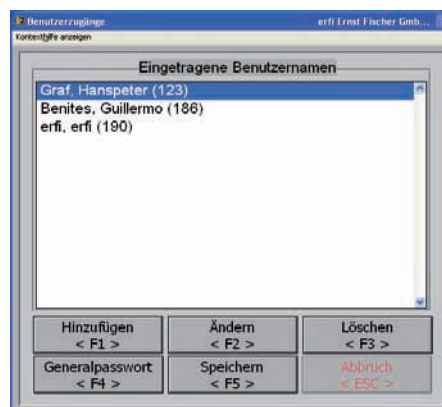 Benutzerzugänge erfi Ernst Fischer Gmb...
Kontexthilfe anzeigen
Eingetragene Benutzernamen
Graf, Hanspeter (123)
Benites, Guillermo (186)
erfi, erfi (190)
Hinzufügen Ändern Löschen
< F1 > < F2 > < F3 >
Generalpasswort Speichern Abbruch
< F4 > < F5 > < ESC >